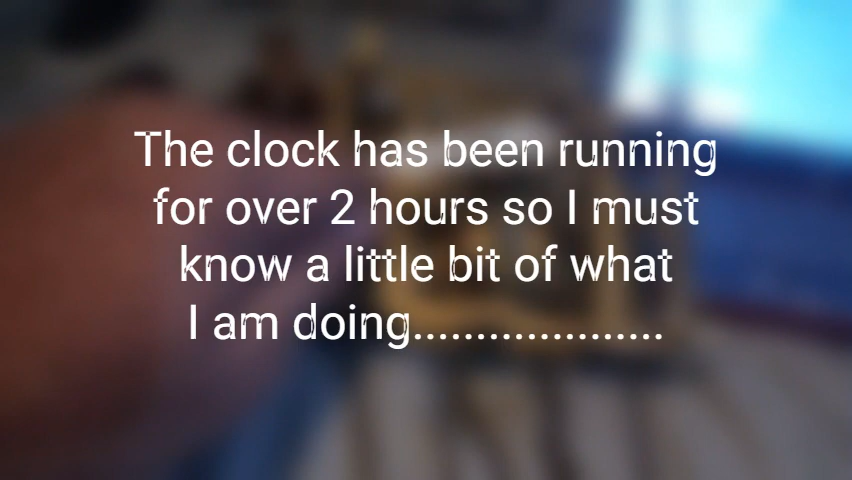 The clock has been running
for over 2 hours so I must
know a little bit of what
I am doing....................